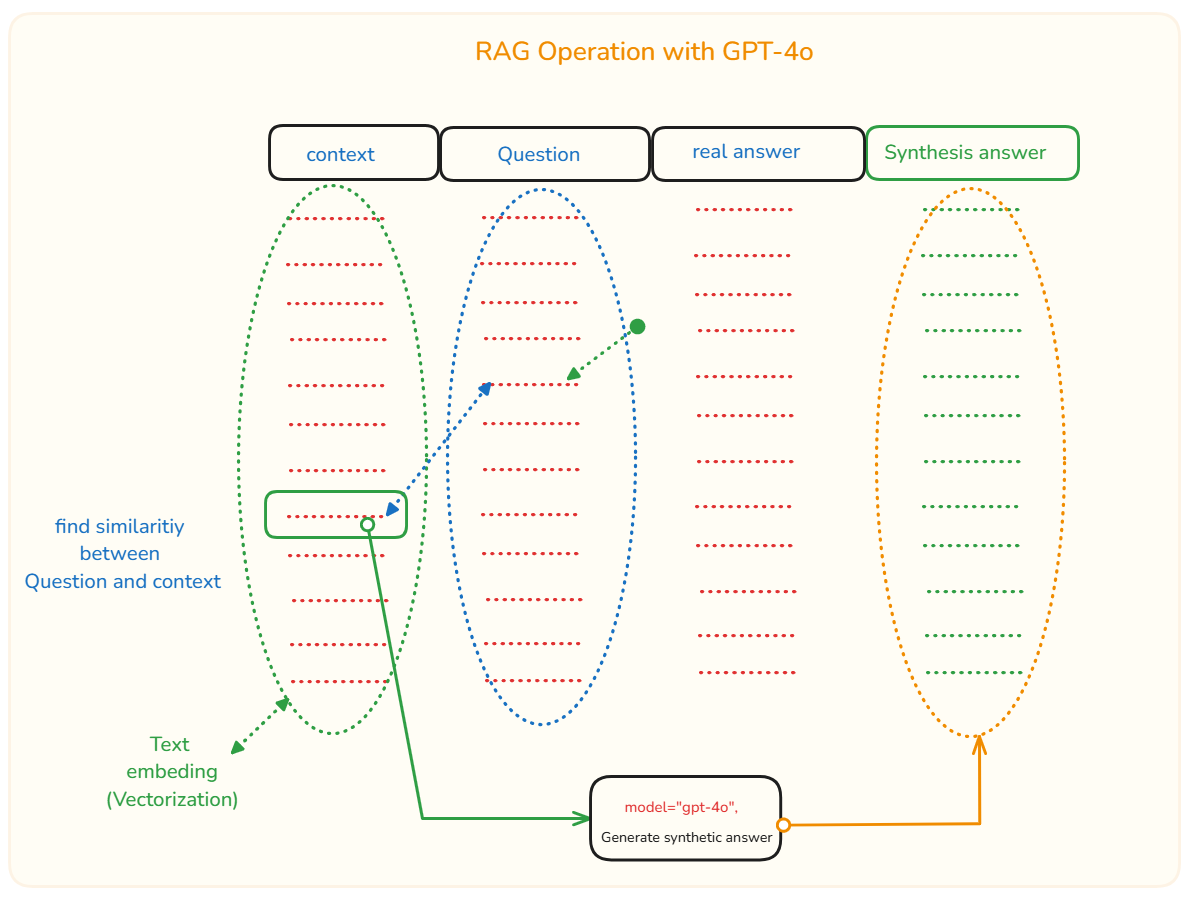 RAG Operation with GPT-4o
context
Question
real answer
Synthesis answer
find similaritiy
between
Question and context
Text
embeding
(Vectorization)
model="gpt-4o",
Generate synthetic answer